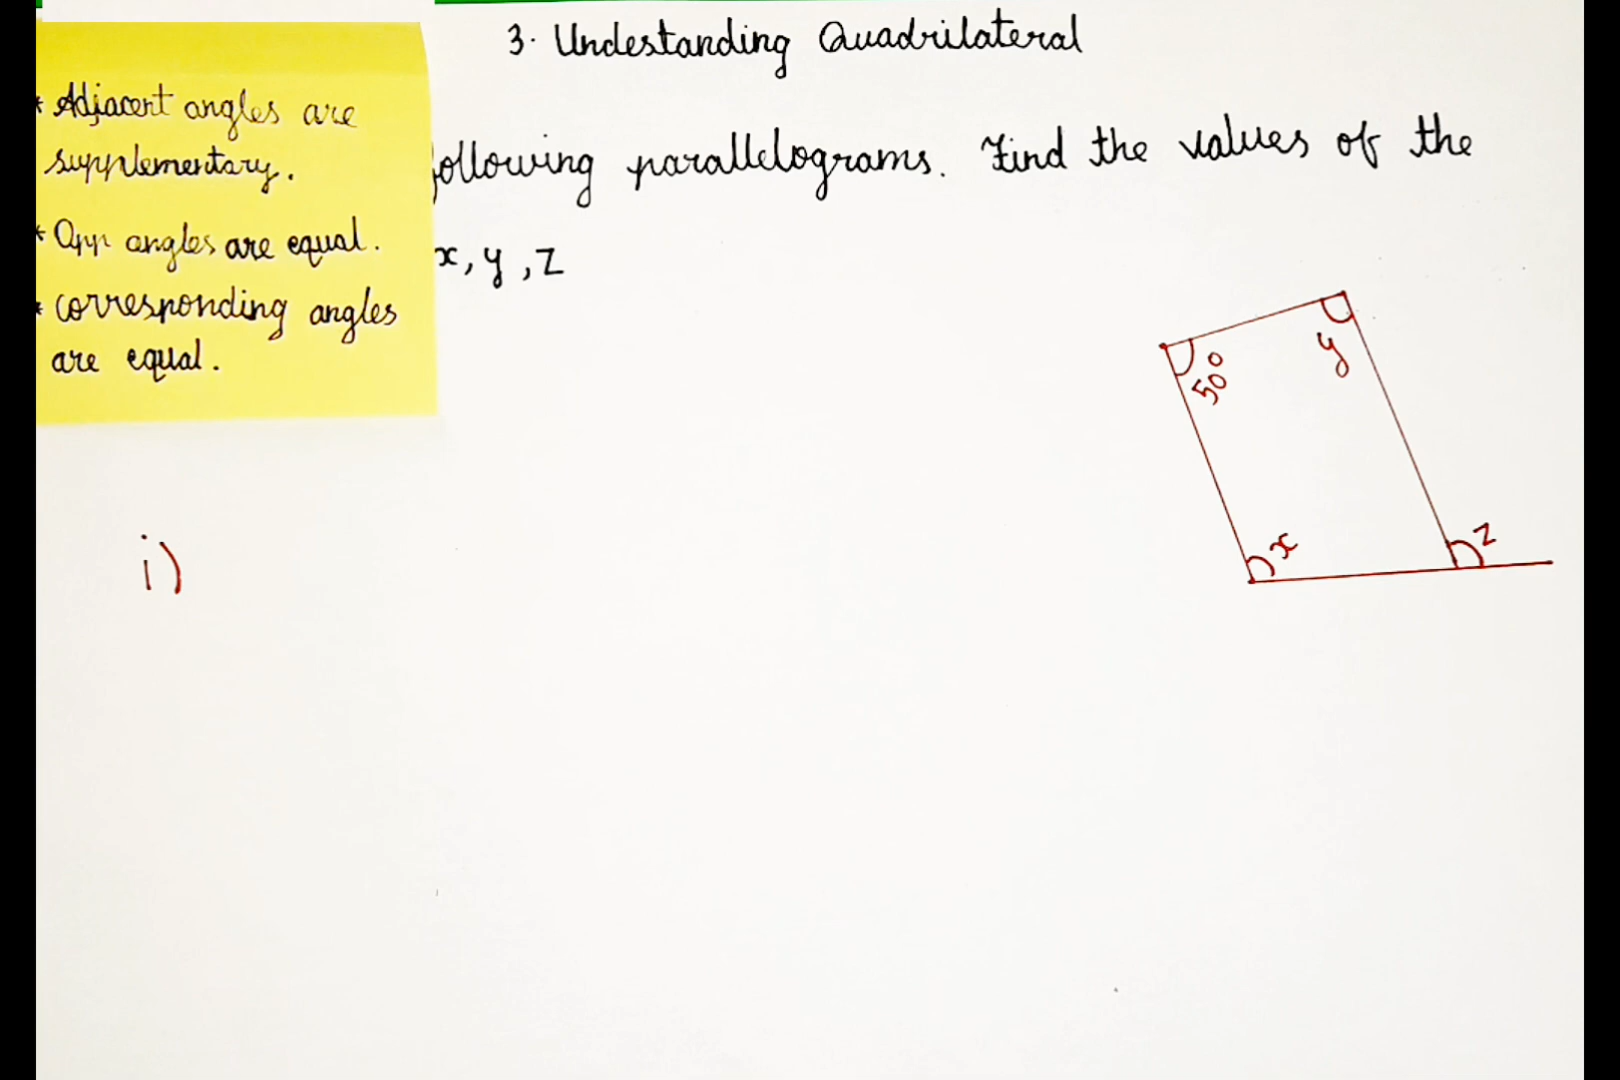 3. Undestanding Quadrilateral
* Adjacent angles are
supplementary.
* Opp angles are equal.
* corresponding angles
are equal.
following parallelograms. Find the values of the
x, y, z
50°
y
x
z
i)